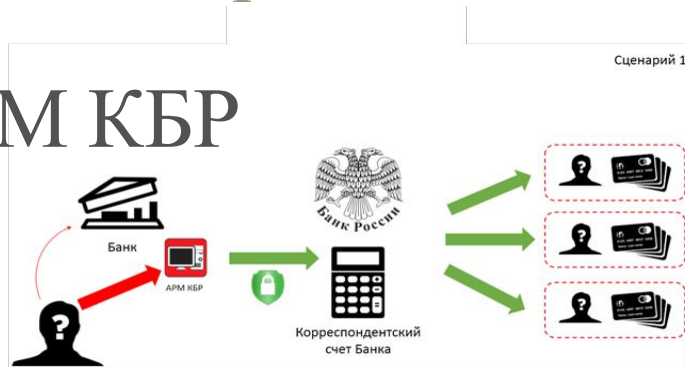 Сценарий 1
М КБР
Банк России
Банк
АРМ КБР
Корреспондентский
счет Банка